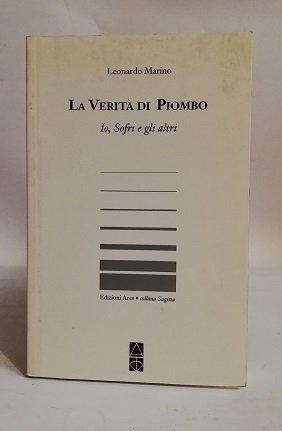 Leonardo Marino
LA VERITÀ DI PIOMBO
Io, Sofri e gli altri
Edizioni Ares • collana Sagitta